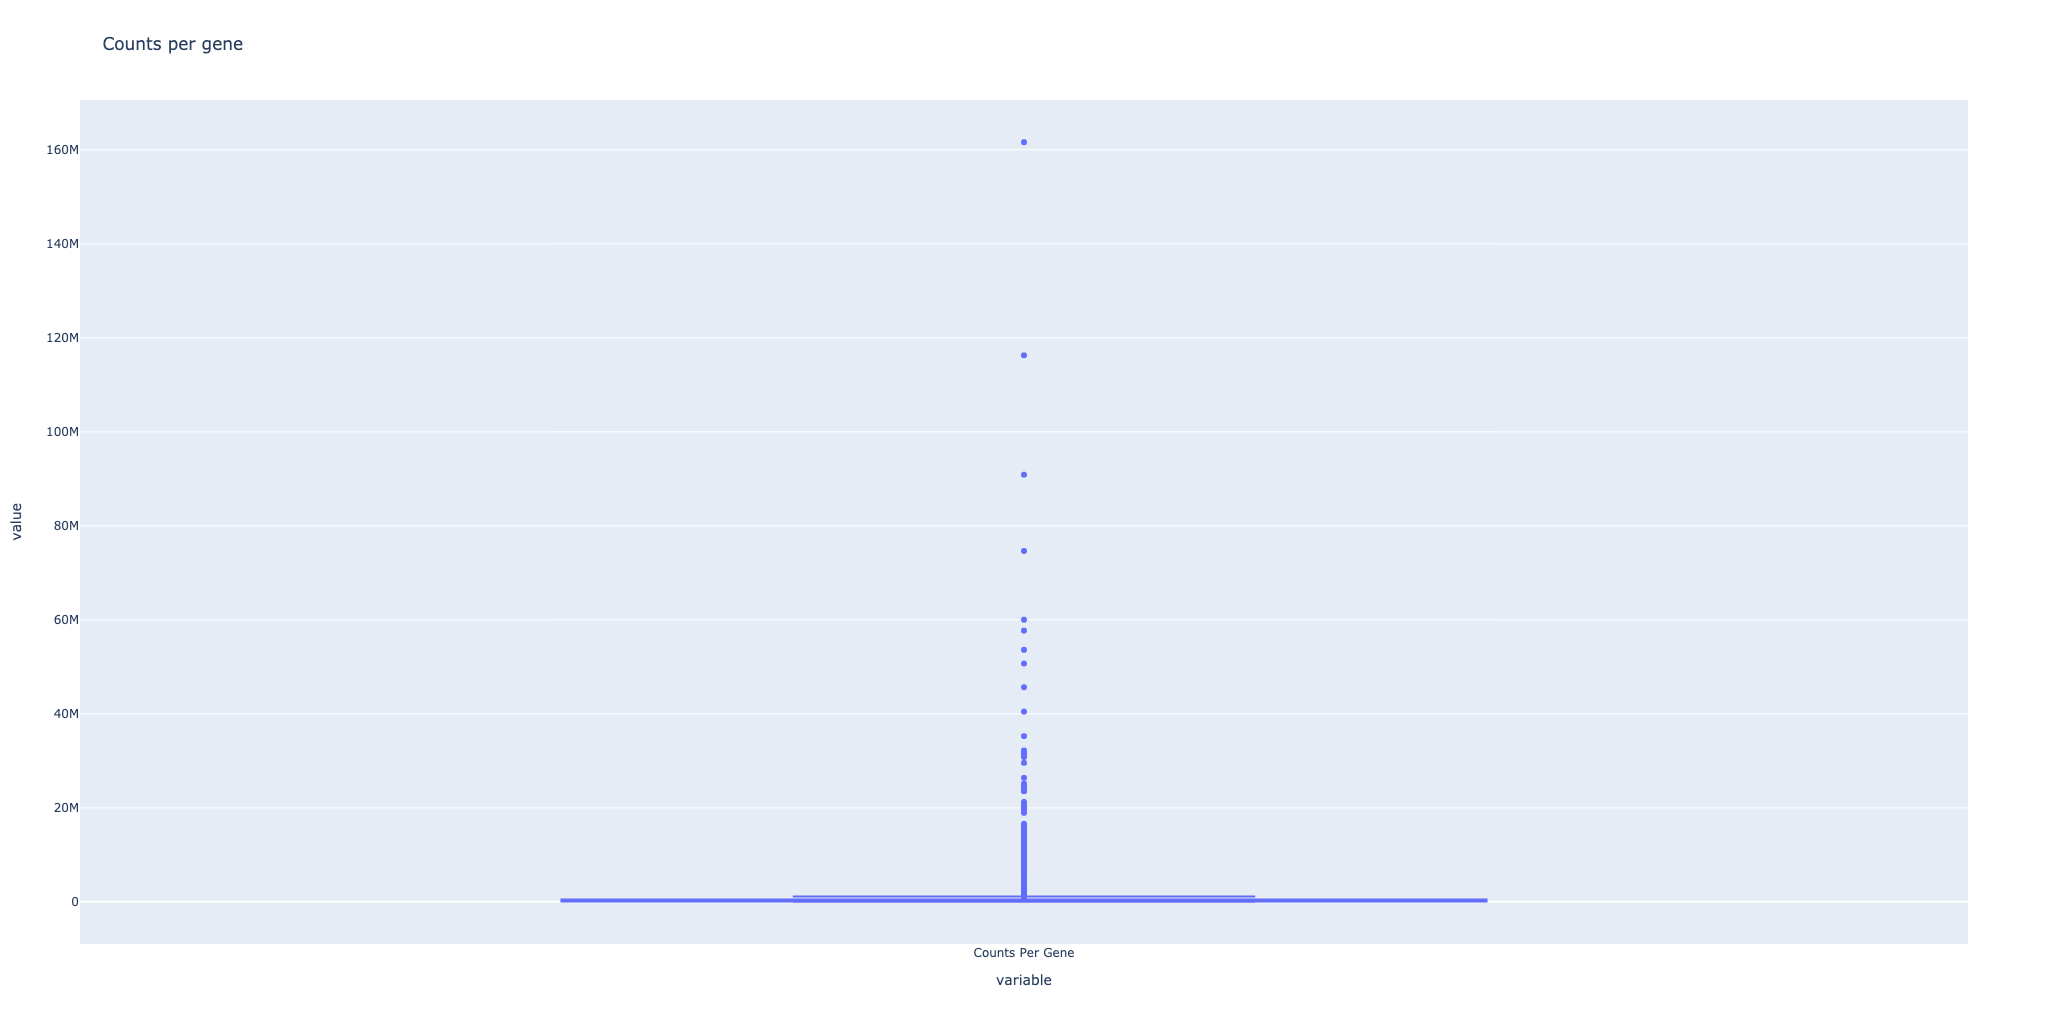 Counts per gene
160M
140M
120M
100M
80M
60M
40M
20M
0
value
Counts Per Gene
variable